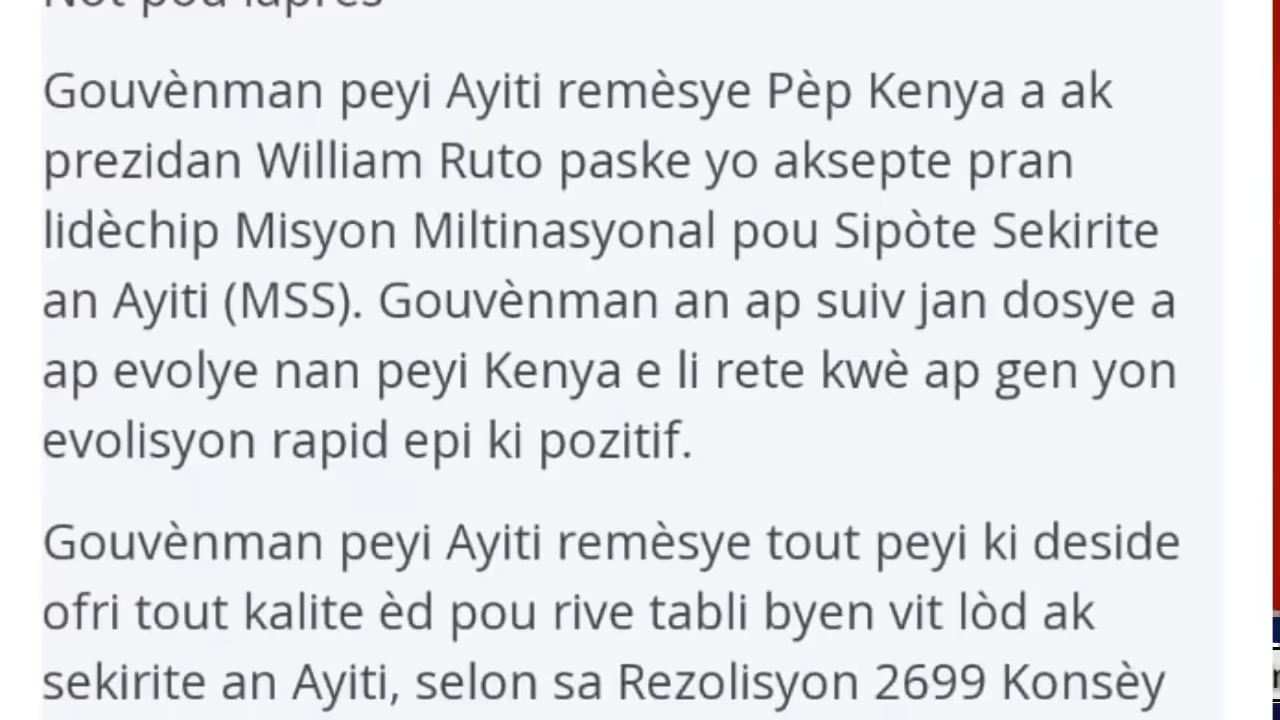 Not pou laprès
Gouvènman peyi Ayiti remèsye Pèp Kenya a ak
prezidan William Ruto paske yo aksepte pran
lidèchip Misyon Miltinasyonal pou Sipòte Sekirite
an Ayiti (MSS). Gouvènman an ap suiv jan dosye a
ap evolye nan peyi Kenya e li rete kwè ap gen yon
evolisyon rapid epi ki pozitif.
Gouvènman peyi Ayiti remèsye tout peyi ki deside
ofri tout kalite èd pou rive tabli byen vit lòd ak
sekirite an Ayiti, selon sa Rezolisyon 2699 Konsèy